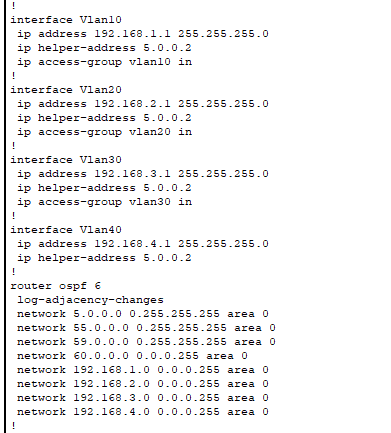 !
interface Vlan10
ip address 192.168.1.1 255.255.255.0
ip helper-address 5.0.0.2
ip access-group vlan10 in
!
interface Vlan20
ip address 192.168.2.1 255.255.255.0
ip helper-address 5.0.0.2
ip access-group vlan20 in
!
interface Vlan30
ip address 192.168.3.1 255.255.255.0
ip helper-address 5.0.0.2
ip access-group vlan30 in
!
interface Vlan40
ip address 192.168.4.1 255.255.255.0
ip helper-address 5.0.0.2
!
router ospf 6
log-adjacency-changes
network 5.0.0.0 0.255.255.255 area 0
network 55.0.0.0 0.255.255.255 area 0
network 59.0.0.0 0.255.255.255 area 0
network 60.0.0.0 0.0.0.255 area 0
network 192.168.1.0 0.0.0.255 area 0
network 192.168.2.0 0.0.0.255 area 0
network 192.168.3.0 0.0.0.255 area 0
network 192.168.4.0 0.0.0.255 area 0
!